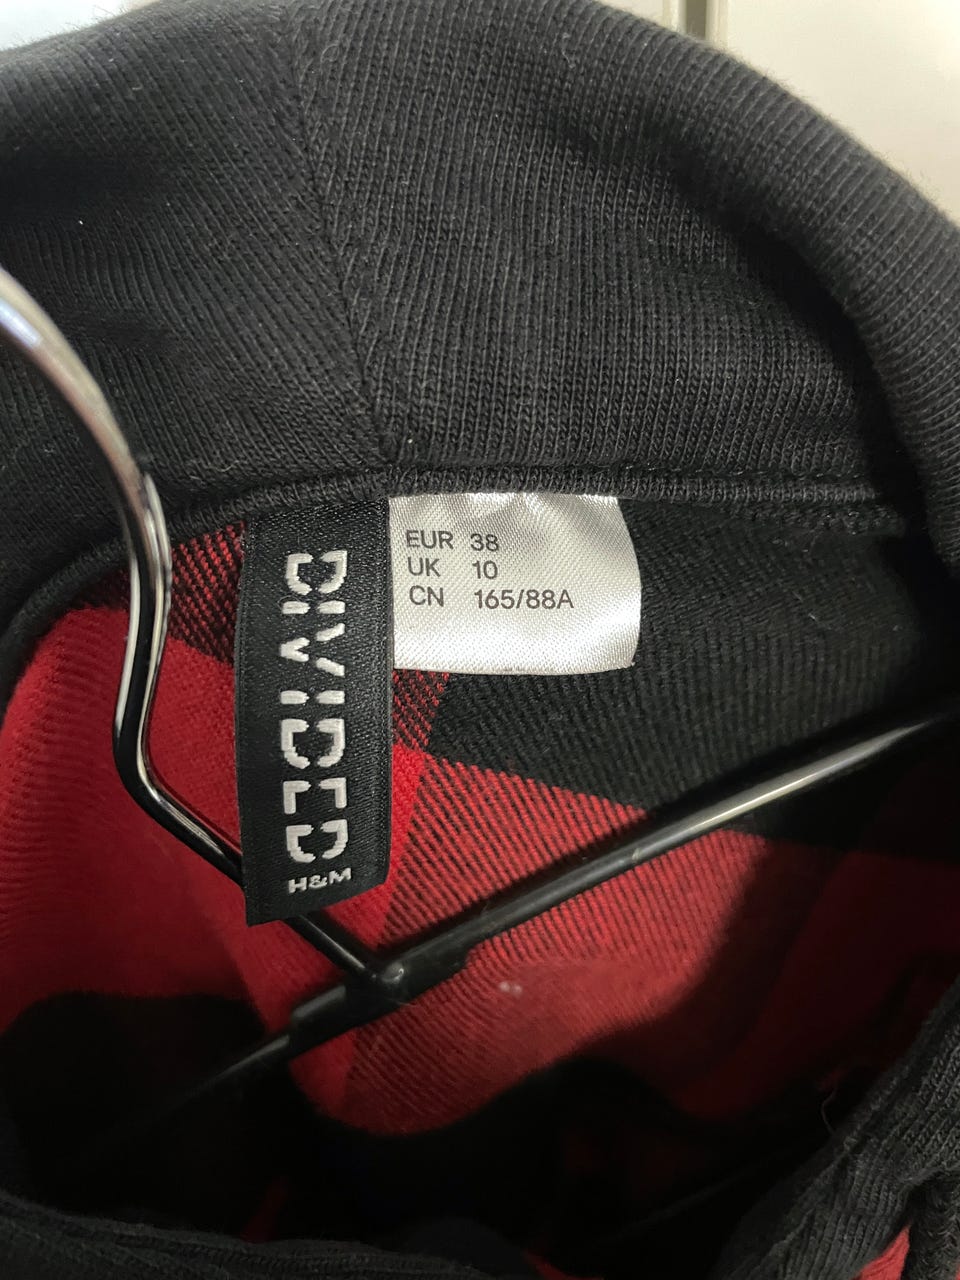 DIVIDED
H&M
EUR 38
UK 10
CN 165/88A